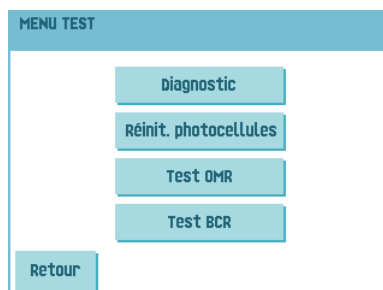 MENU TEST
Diagnostic
Réinit. photocellules
Test OMR
Test BCR
Retour